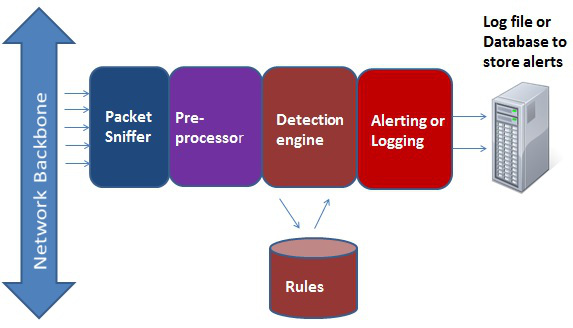 Network Backbone
Packet
Sniffer
Pre-
processor
Detection
engine
Alerting or
Logging
Log file or
Database to
store alerts
Rules